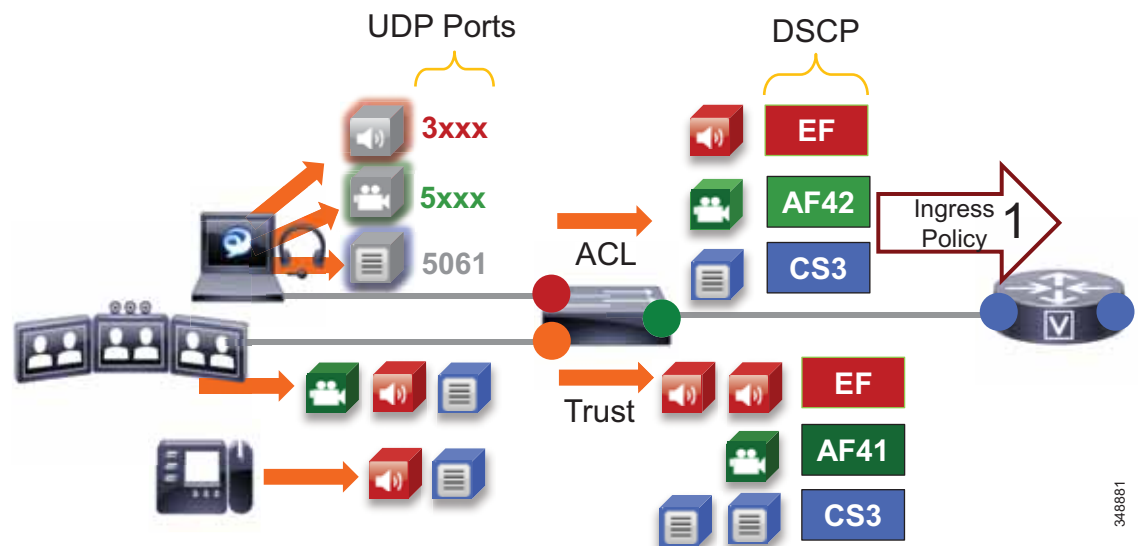 UDP Ports
DSCP
3xxx
EF
5xxx
AF42
Ingress
Policy
1
5061
ACL
CS3
V
Trust
EF
AF41
CS3
348881